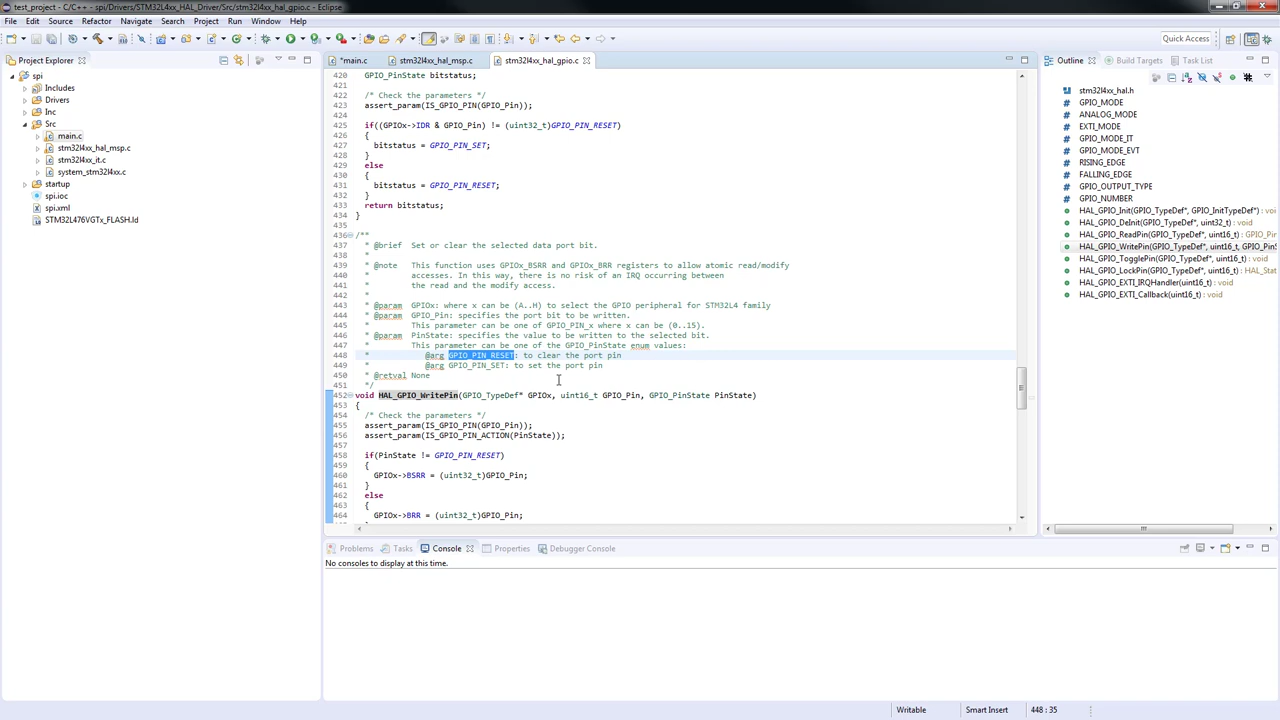 test_project - C/C++ - spi/Drivers/STM32L4xx_HAL_Driver/Src/stm32l4xx_hal_gpio.c - Eclipse
File Edit Source Refactor Navigate Search Project Run Window Help
Quick Access
Project Explorer
spi
Includes
Drivers
Inc
Src
main.c
stm32l4xx_hal_msp.c
stm32l4xx_it.c
system_stm32l4xx.c
startup
spi.ioc
spi.xml
STM32L476VGTx_FLASH.ld
*main.c stm32l4xx_hal_msp.c stm32l4xx_hal_gpio.c
420 GPIO_PinState bitstatus;
421
422 /* Check the parameters */
423 assert_param(IS_GPIO_PIN(GPIO_Pin));
424
425 if((GPIOx->IDR & GPIO_Pin) != (uint32_t)GPIO_PIN_RESET)
426 {
427 bitstatus = GPIO_PIN_SET;
428 }
429 else
430 {
431 bitstatus = GPIO_PIN_RESET;
432 }
433 return bitstatus;
434 }
435
436 /**
437 * @brief Set or clear the selected data port bit.
438 *
439 * @note This function uses GPIOx_BSRR and GPIOx_BRR registers to allow atomic read/modify
440 * accesses. In this way, there is no risk of an IRQ occurring between
441 * the read and the modify access.
442 *
443 * @param GPIOx: where x can be (A..H) to select the GPIO peripheral for STM32L4 family
444 * @param GPIO_Pin: specifies the port bit to be written.
445 * This parameter can be one of GPIO_PIN_x where x can be (0..15).
446 * @param PinState: specifies the value to be written to the selected bit.
447 * This parameter can be one of the GPIO_PinState enum values:
448 * @arg GPIO_PIN_RESET: to clear the port pin
449 * @arg GPIO_PIN_SET: to set the port pin
450 * @retval None
451 */
452 void HAL_GPIO_WritePin(GPIO_TypeDef* GPIOx, uint16_t GPIO_Pin, GPIO_PinState PinState)
453 {
454 /* Check the parameters */
455 assert_param(IS_GPIO_PIN(GPIO_Pin));
456 assert_param(IS_GPIO_PIN_ACTION(PinState));
457
458 if(PinState != GPIO_PIN_RESET)
459 {
460 GPIOx->BSRR = (uint32_t)GPIO_Pin;
461 }
462 else
463 {
464 GPIOx->BRR = (uint32_t)GPIO_Pin;
Outline Build Targets Task List
stm32l4xx_hal.h
GPIO_MODE
ANALOG_MODE
EXTI_MODE
GPIO_MODE_IT
GPIO_MODE_EVT
RISING_EDGE
FALLING_EDGE
GPIO_OUTPUT_TYPE
GPIO_NUMBER
HAL_GPIO_Init(GPIO_TypeDef*, GPIO_InitTypeDef*) : void
HAL_GPIO_DeInit(GPIO_TypeDef*, uint32_t) : void
HAL_GPIO_ReadPin(GPIO_TypeDef*, uint16_t) : GPIO_Pin
HAL_GPIO_WritePin(GPIO_TypeDef*, uint16_t, GPIO_PinS
HAL_GPIO_TogglePin(GPIO_TypeDef*, uint16_t) : void
HAL_GPIO_LockPin(GPIO_TypeDef*, uint16_t) : HAL_Stat
HAL_GPIO_EXTI_IRQHandler(uint16_t) : void
HAL_GPIO_EXTI_Callback(uint16_t) : void
Problems Tasks Console Properties Debugger Console
No consoles to display at this time.
Writable Smart Insert 448 : 35